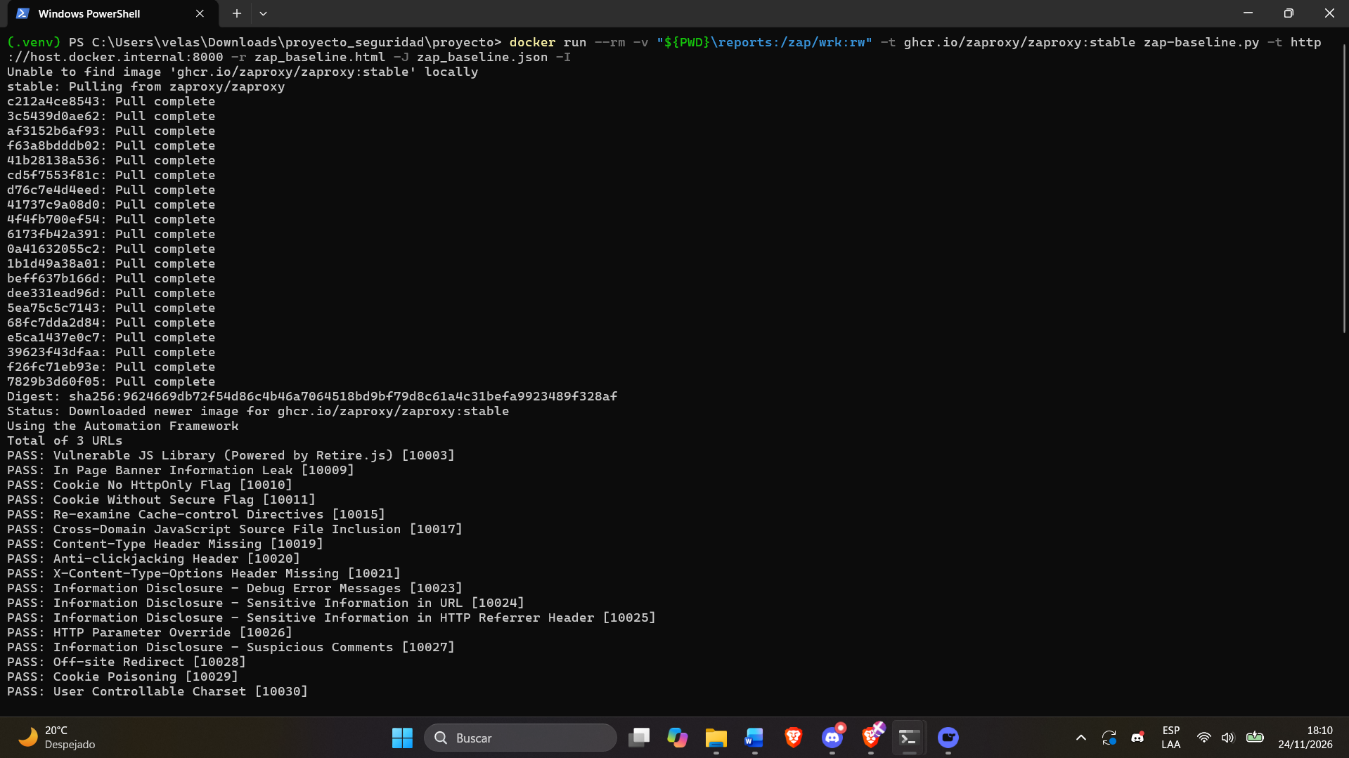 Windows PowerShell
(.venv) PS C:\Users\velas\Downloads\proyecto_seguridad\proyecto> docker run --rm -v "${PWD}\reports:/zap/wrk:rw" -t ghcr.io/zaproxy/zaproxy:stable zap-baseline.py -t http
://host.docker.internal:8000 -r zap_baseline.html -J zap_baseline.json -I
Unable to find image 'ghcr.io/zaproxy/zaproxy:stable' locally
stable: Pulling from zaproxy/zaproxy
c212a4ce8543: Pull complete
3c5439d0ae62: Pull complete
af3152b6af93: Pull complete
f63a8bdddb02: Pull complete
41b28138a536: Pull complete
cd5f7553f81c: Pull complete
d76c7e4d4eed: Pull complete
41737c9a08d0: Pull complete
4f4fb700ef54: Pull complete
6173fb42a391: Pull complete
0a41632055c2: Pull complete
1b1d49a38a01: Pull complete
beff637b166d: Pull complete
dee331ead96d: Pull complete
5ea75c5c7143: Pull complete
68fc7dda2d84: Pull complete
e5ca1437e0c7: Pull complete
39623f43dfaa: Pull complete
f26fc71eb93e: Pull complete
7829b3d60f05: Pull complete
Digest: sha256:9624669db72f54d86c4b46a7064518bd9bf79d8c61a4c31befa9923489f328af
Status: Downloaded newer image for ghcr.io/zaproxy/zaproxy:stable
Using the Automation Framework
Total of 3 URLs
PASS: Vulnerable JS Library (Powered by Retire.js) [10003]
PASS: In Page Banner Information Leak [10009]
PASS: Cookie No HttpOnly Flag [10010]
PASS: Cookie Without Secure Flag [10011]
PASS: Re-examine Cache-control Directives [10015]
PASS: Cross-Domain JavaScript Source File Inclusion [10017]
PASS: Content-Type Header Missing [10019]
PASS: Anti-clickjacking Header [10020]
PASS: X-Content-Type-Options Header Missing [10021]
PASS: Information Disclosure - Debug Error Messages [10023]
PASS: Information Disclosure - Sensitive Information in URL [10024]
PASS: Information Disclosure - Sensitive Information in HTTP Referrer Header [10025]
PASS: HTTP Parameter Override [10026]
PASS: Information Disclosure - Suspicious Comments [10027]
PASS: Off-site Redirect [10028]
PASS: Cookie Poisoning [10029]
PASS: User Controllable Charset [10030]
20°C
Despejado
Buscar
ESP
LAA
18:10
24/11/2026